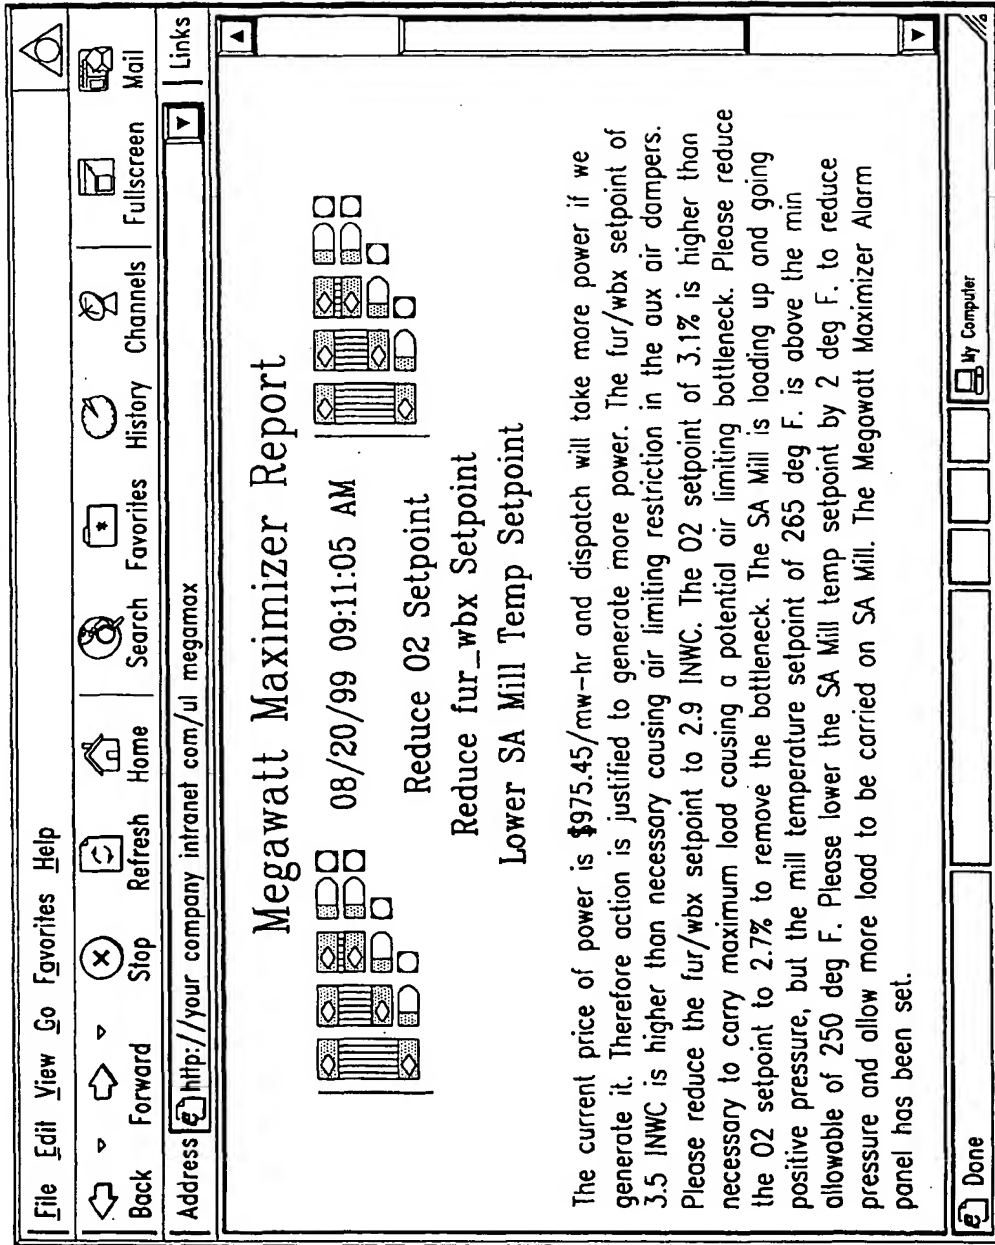 File Edit View Go Favorites Help
Back Forward Stop Refresh Home Search Favorites History Channels Fullscreen Mail
Address http://your company intranet com/ul megamax Links
Megawatt Maximizer Report
08/20/99 09:11:05 AM
Reduce O2 Setpoint
Reduce fur_wbx Setpoint
Lower SA Mill Temp Setpoint
The current price of power is $975.45/mw-hr and dispatch will take more power if we
generate it. Therefore action is justified to generate more power. The fur/wbx setpoint of
3.5 INWC is higher than necessary causing air limiting restriction in the aux air dampers.
Please reduce the fur/wbx setpoint to 2.9 INWC. The O2 setpoint of 3.1% is higher than
necessary to carry maximum load causing a potential air limiting bottleneck. Please reduce
the O2 setpoint to 2.7% to remove the bottleneck. The SA Mill is loading up and going
positive pressure, but the mill temperature setpoint of 265 deg F. is above the min
allowable of 250 deg F. Please lower the SA Mill temp setpoint by 2 deg F. to reduce
pressure and allow more load to be carried on SA Mill. The Megawatt Maximizer Alarm
panel has been set.
Done My Computer